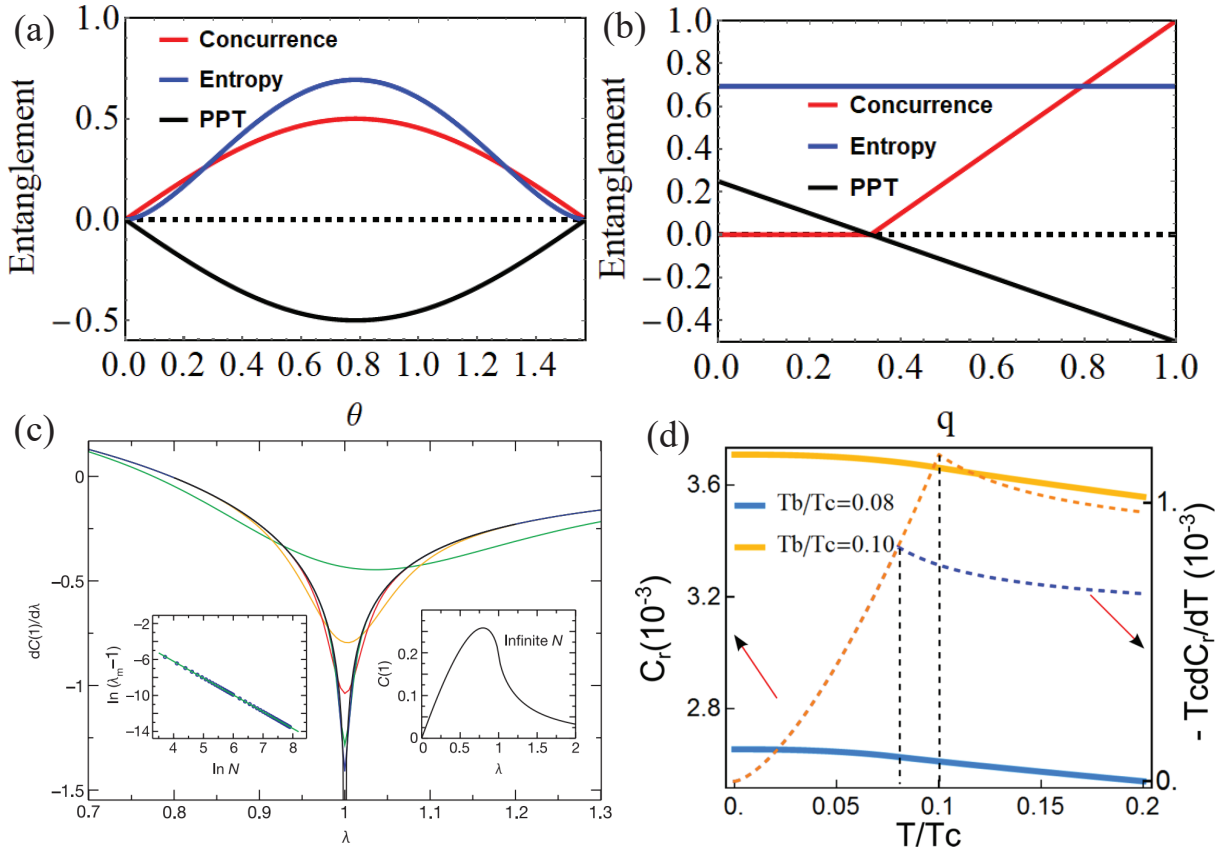 (a)
1.0
0.5
0.0
−0.5
Entanglement
Concurrence
Entropy
PPT
0.0 0.2 0.4 0.6 0.8 1.0 1.2 1.4
θ
(b)
1.0
0.8
0.6
0.4
0.2
0.0
−0.2
−0.4
Entanglement
Concurrence
Entropy
PPT
0.0 0.2 0.4 0.6 0.8 1.0
q
(c)
0
−0.5
−1
−1.5
dC(1)/dλ
−2
−6
−10
−14
ln (λm−1)
3 4 5 6 7 8
ln N
Infinite N
0.2
0.1
0
C(1)
0 0.5 1 1.5 2
λ
0.7 0.8 0.9 1 1.1 1.2 1.3
λ
(d)
3.6
3.2
2.8
Cr(10⁻³)
Tb/Tc=0.08
Tb/Tc=0.10
1.
0.
- TcdCr/dT (10⁻³)
0. 0.05 0.1 0.15 0.2
T/Tc